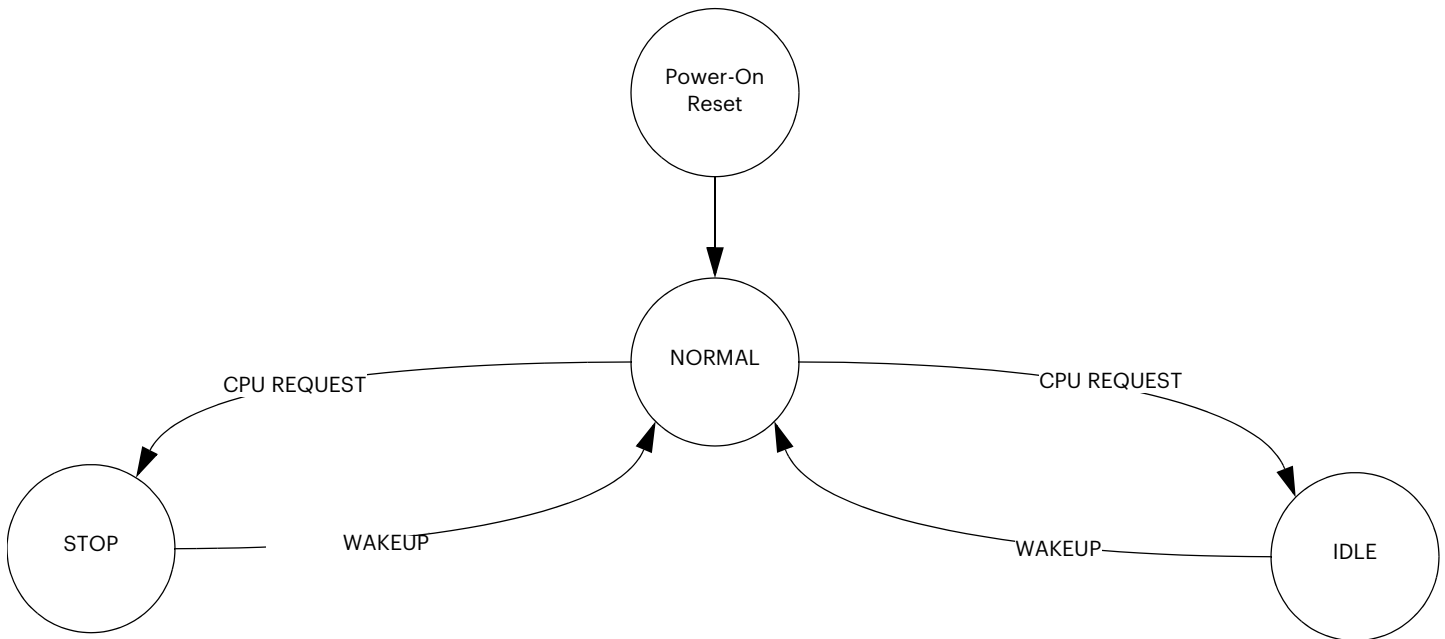 Power-On
Reset
NORMAL
CPU REQUEST
CPU REQUEST
STOP
WAKEUP
WAKEUP
IDLE